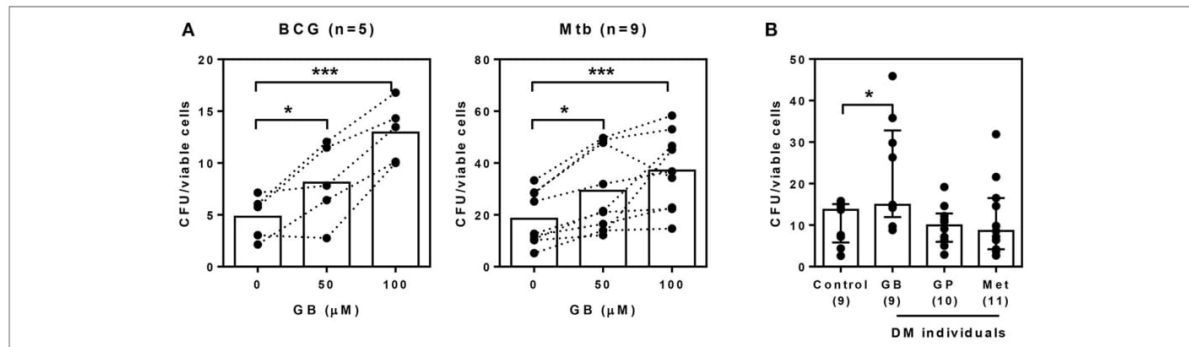 A
BCG (n=5)
CFU/viable cells
20
15
10
5
0
*
***
0
50
100
GB (μM)
Mtb (n=9)
CFU/viable cells
80
60
40
20
0
*
***
0
50
100
GB (μM)
B
CFU/viable cells
50
40
30
20
10
0
*
Control GB GP Met
(9) (9) (10) (11)
DM individuals